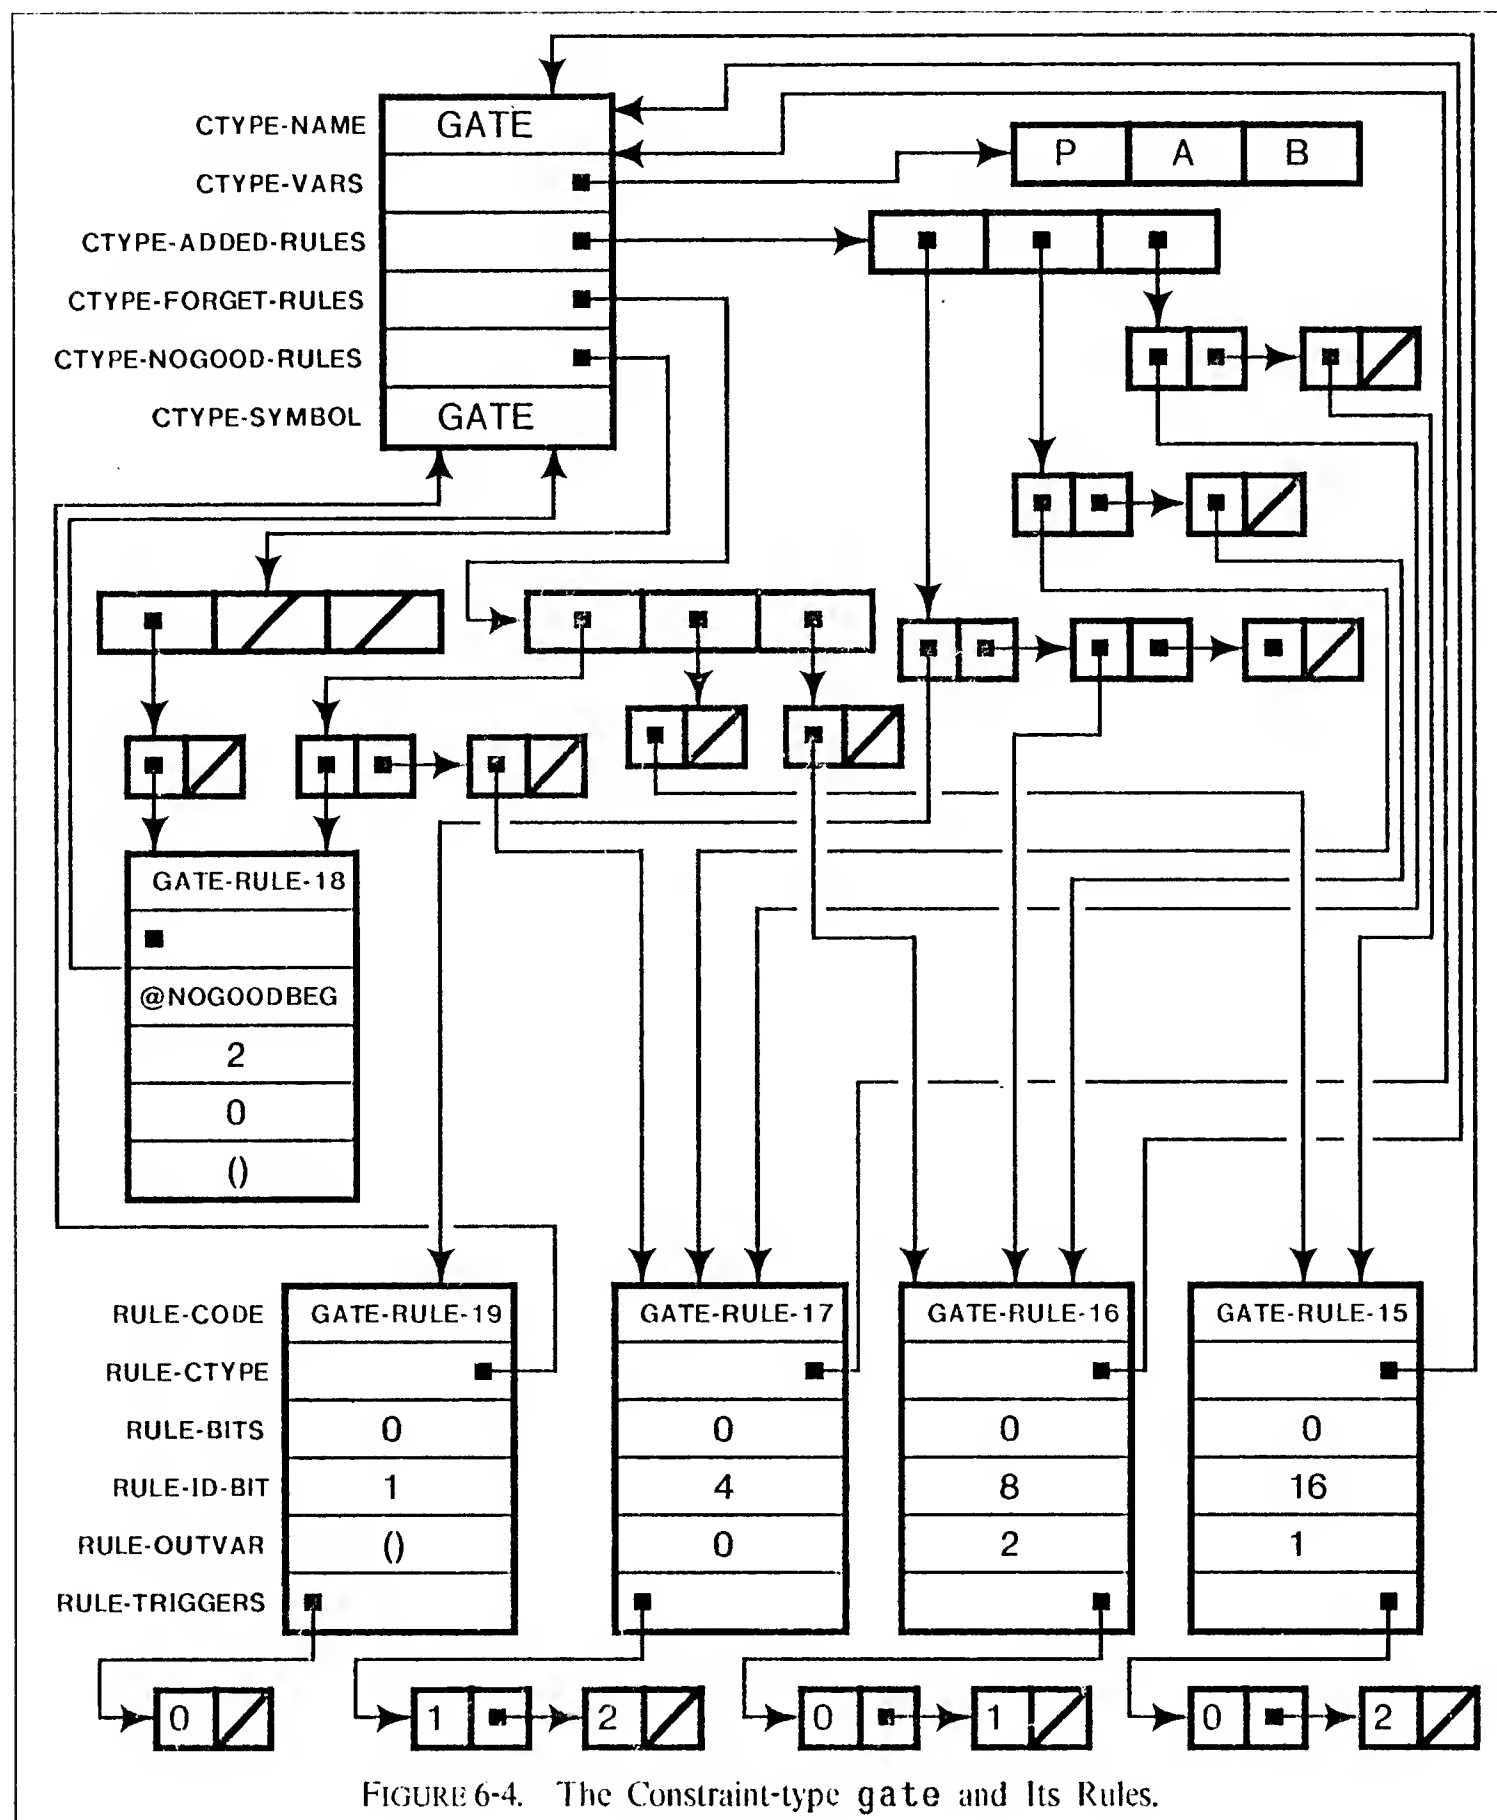 CTYPE-NAME GATE
CTYPE-VARS P A B
CTYPE-ADDED-RULES
CTYPE-FORGET-RULES
CTYPE-NOGOOD-RULES
CTYPE-SYMBOL GATE
GATE-RULE-18
@NOGOODBEG
2
0
()
RULE-CODE GATE-RULE-19 GATE-RULE-17 GATE-RULE-16 GATE-RULE-15
RULE-CTYPE
RULE-BITS 0 0 0 0
RULE-ID-BIT 1 4 8 16
RULE-OUTVAR () 0 2 1
RULE-TRIGGERS
0 1 2 0 1 0 2
FIGURE 6-4. The Constraint-type gate and Its Rules.